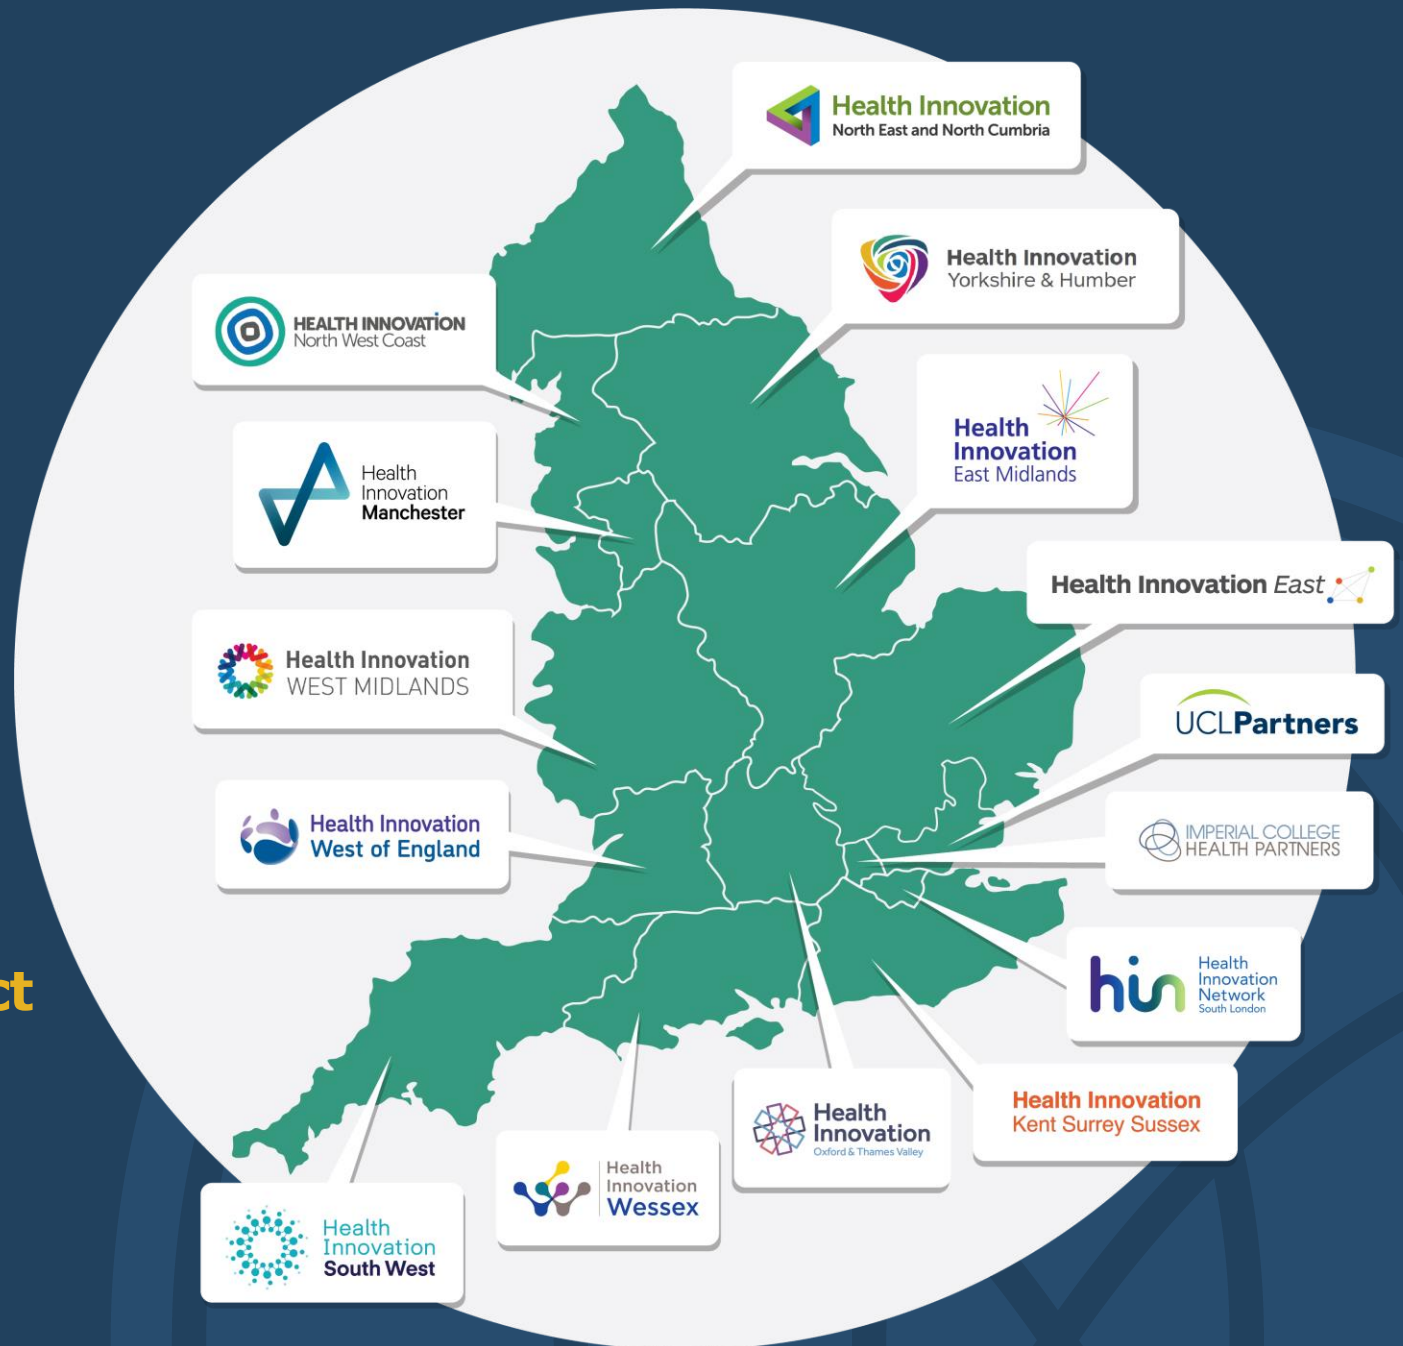 Health Innovation
North East and North Cumbria
Health Innovation
Yorkshire & Humber
HEALTH INNOVATION
North West Coast
Health
Innovation
East Midlands
Health
Innovation
Manchester
Health Innovation East
Health Innovation
WEST MIDLANDS
UCLPartners
Health Innovation
West of England
IMPERIAL COLLEGE
HEALTH PARTNERS
ct
hin
Health
Innovation
Network
South London
Health Innovation
Kent Surrey Sussex
Health
Innovation
Oxford & Thames Valley
Health
Innovation
Wessex
Health
Innovation
South West